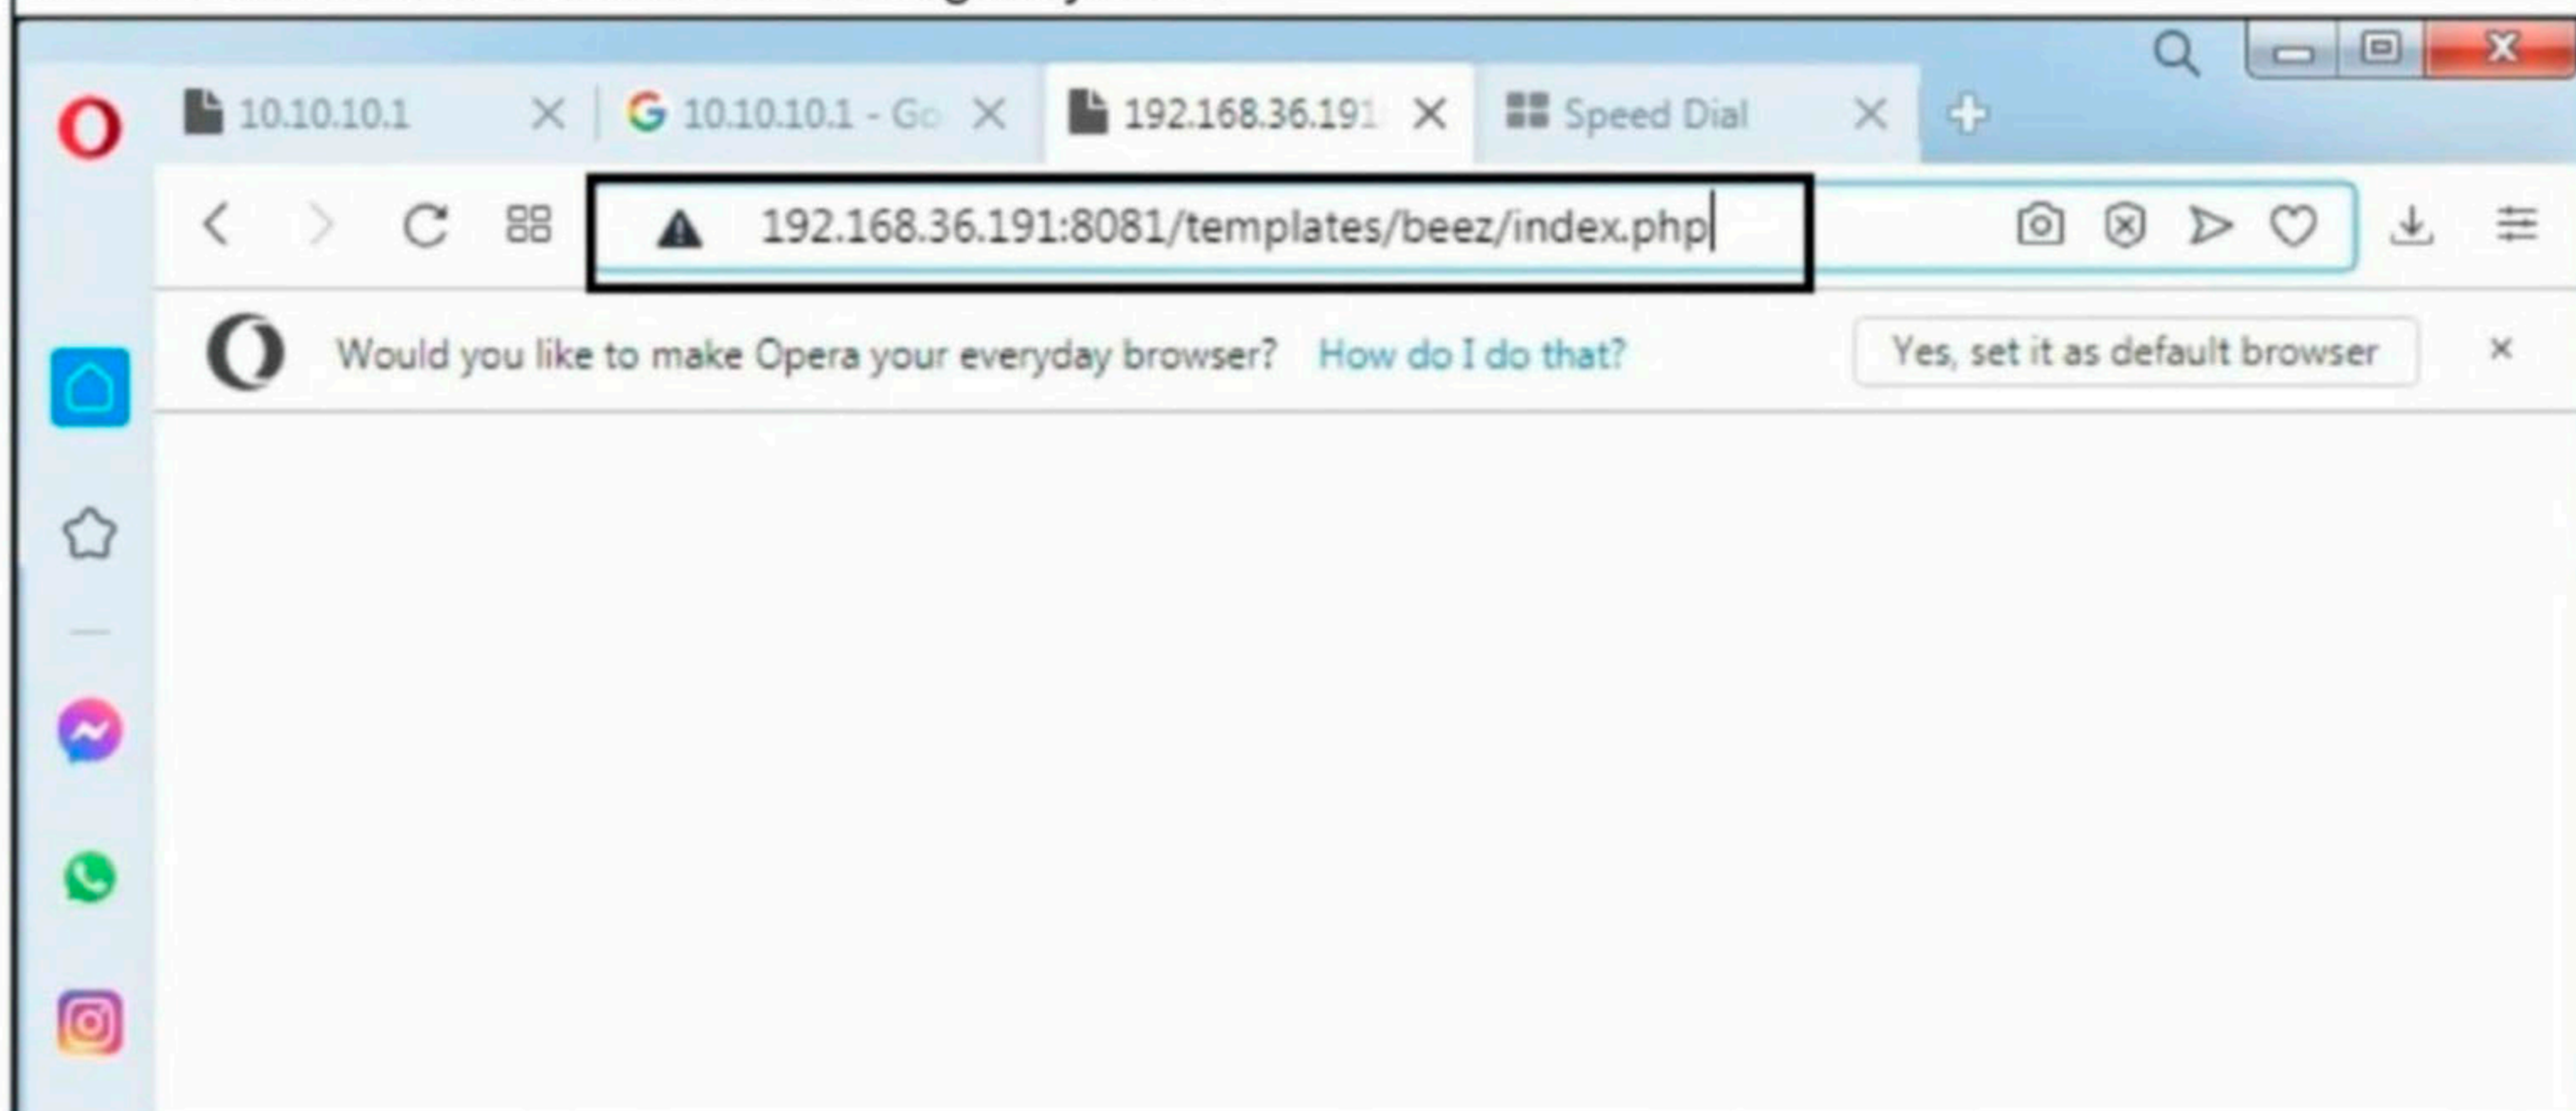 10.10.10.1
10.10.10.1 - Go
192.168.36.191
Speed Dial
192.168.36.191:8081/templates/beez/index.php
Would you like to make Opera your everyday browser? How do I do that? Yes, set it as default browser